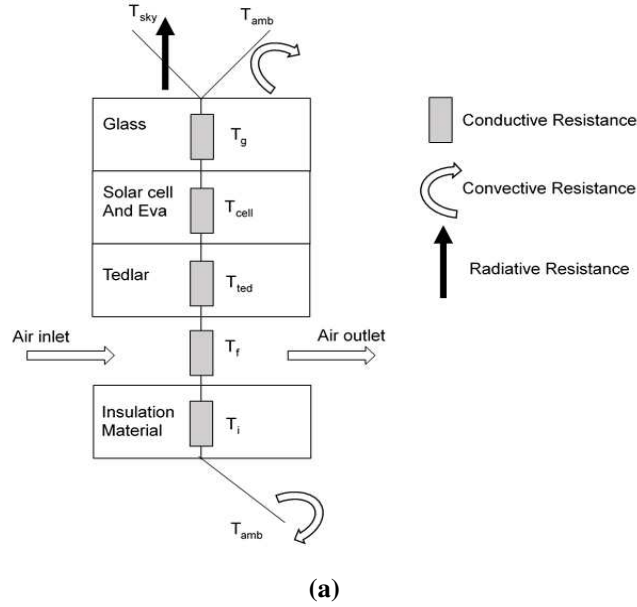 T_sky
T_amb
Glass
T_g
Conductive Resistance
Solar cell
And Eva
T_cell
Convective Resistance
Tedlar
T_ted
Radiative Resistance
Air inlet
Air outlet
T_f
Insulation
Material
T_i
T_amb
(a)